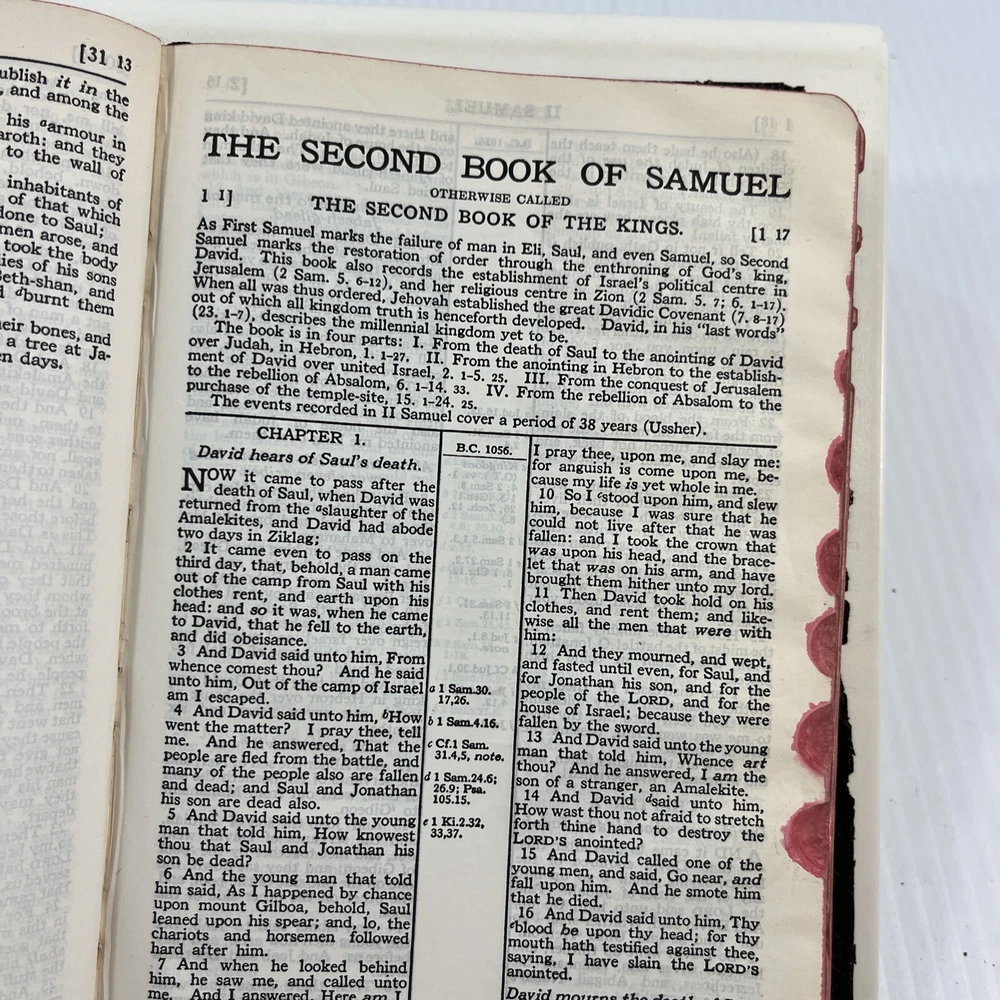 [31 13
ublish it in the
, and among the
his ᵃarmour in
aroth: and they
to the wall of
inhabitants of
of that which
done to Saul;
men arose, and
took the body
dies of his sons
Beth-shan, and
d ᵈburnt them
heir bones, and
a tree at Ja-
en days.
THE SECOND BOOK OF SAMUEL
OTHERWISE CALLED
1 1] THE SECOND BOOK OF THE KINGS. [1 17
As First Samuel marks the failure of man in Eli, Saul, and even Samuel, so Second
Samuel marks the restoration of order through the enthroning of God's king,
David. This book also records the establishment of Israel's political centre in
Jerusalem (2 Sam. 5. 6-12), and her religious centre in Zion (2 Sam. 5. 7; 6. 1-17).
When all was thus ordered, Jehovah established the great Davidic Covenant (7. 8-17)
out of which all kingdom truth is henceforth developed. David, in his "last words"
(23. 1-7), describes the millennial kingdom yet to be.
The book is in four parts: I. From the death of Saul to the anointing of David
over Judah, in Hebron, 1. 1-27. II. From the anointing in Hebron to the establish-
ment of David over united Israel, 2. 1-5. 25. III. From the conquest of Jerusalem
to the rebellion of Absalom, 6. 1-14. 33. IV. From the rebellion of Absalom to the
purchase of the temple-site, 15. 1-24. 25.
The events recorded in II Samuel cover a period of 38 years (Ussher).
CHAPTER 1.
David hears of Saul's death.
NOW it came to pass after the
death of Saul, when David was
returned from the ᵃslaughter of the
Amalekites, and David had abode
two days in Ziklag;
2 It came even to pass on the
third day, that, behold, a man came
out of the camp from Saul with his
clothes rent, and earth upon his
head: and so it was, when he came
to David, that he fell to the earth,
and did obeisance.
3 And David said unto him, From
whence comest thou? And he said
unto him, Out of the camp of Israel
am I escaped.
4 And David said unto him, ᵇHow
went the matter? I pray thee, tell
me. And he answered, That the
people are fled from the battle, and
many of the people also are fallen
and dead; and Saul and Jonathan
his son are dead also.
5 And David said unto the young
man that told him, How knowest
thou that Saul and Jonathan his
son be dead?
6 And the young man that told
him said, As I happened by chance
upon mount Gilboa, behold, Saul
leaned upon his spear; and, lo, the
chariots and horsemen followed
hard after him.
7 And when he looked behind
him, he saw me, and called unto
me. And I answered, Here am I
B.C. 1056.
a 1 Sam.30.
17,26.
b 1 Sam.4.16.
c Cf.1 Sam.
31.4,5, note.
d 1 Sam.24.6;
26.9; Psa.
105.15.
e 1 Ki.2.32,
33,37.
I pray thee, upon me, and slay me:
for anguish is come upon me, be-
cause my life is yet whole in me.
10 So I ᶜstood upon him, and slew
him, because I was sure that he
could not live after that he was
fallen: and I took the crown that
was upon his head, and the brace-
let that was on his arm, and have
brought them hither unto my lord.
11 Then David took hold on his
clothes, and rent them; and like-
wise all the men that were with
him:
12 And they mourned, and wept,
and fasted until even, for Saul, and
for Jonathan his son, and for the
people of the LORD, and for the
house of Israel; because they were
fallen by the sword.
13 And David said unto the young
man that told him, Whence art
thou? And he answered, I am the
son of a stranger, an Amalekite.
14 And David ᵈsaid unto him,
How wast thou not afraid to stretch
forth thine hand to destroy the
LORD'S anointed?
15 And David called one of the
young men, and said, Go near, and
fall upon him. And he smote him
that he died.
16 And David said unto him, Thy
ᵉblood be upon thy head; for thy
mouth hath testified against thee,
saying, I have slain the LORD'S
anointed.
David mourns the death of